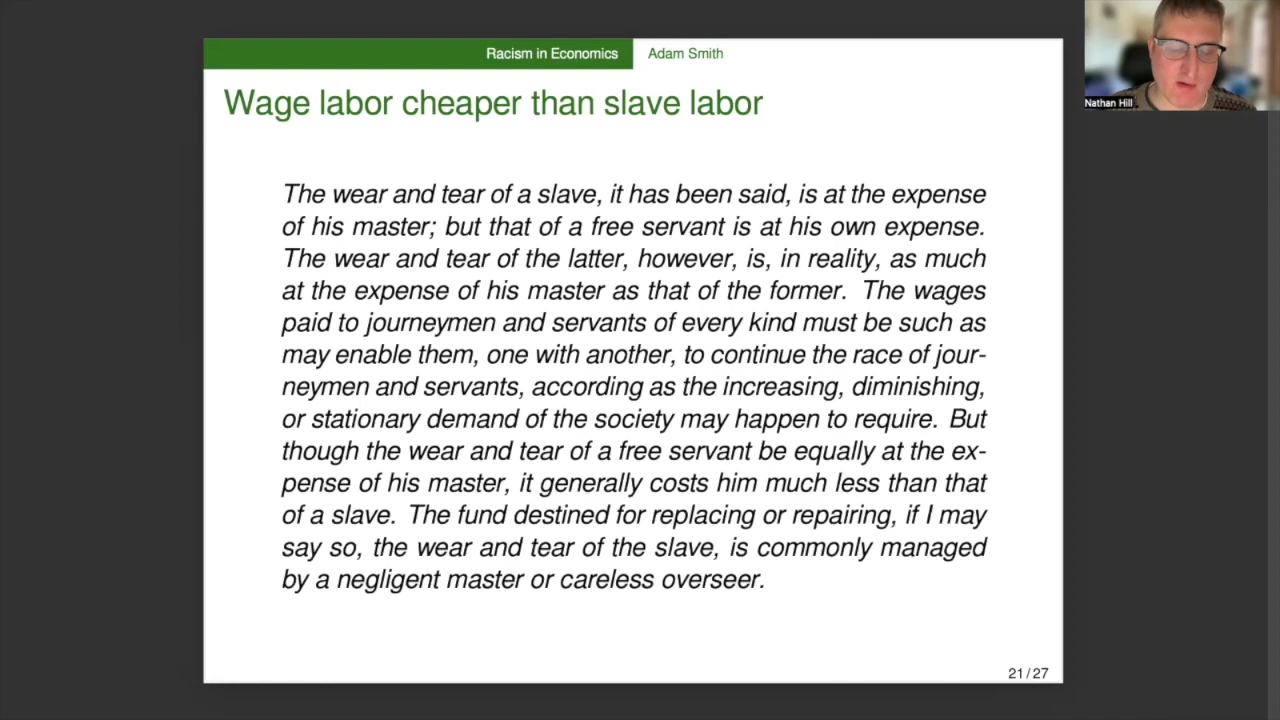 Racism in Economics
Adam Smith
Wage labor cheaper than slave labor
The wear and tear of a slave, it has been said, is at the expense
of his master; but that of a free servant is at his own expense.
The wear and tear of the latter, however, is, in reality, as much
at the expense of his master as that of the former. The wages
paid to journeymen and servants of every kind must be such as
may enable them, one with another, to continue the race of jour-
neymen and servants, according as the increasing, diminishing,
or stationary demand of the society may happen to require. But
though the wear and tear of a free servant be equally at the ex-
pense of his master, it generally costs him much less than that
of a slave. The fund destined for replacing or repairing, if I may
say so, the wear and tear of the slave, is commonly managed
by a negligent master or careless overseer.
21 / 27
Nathan Hill